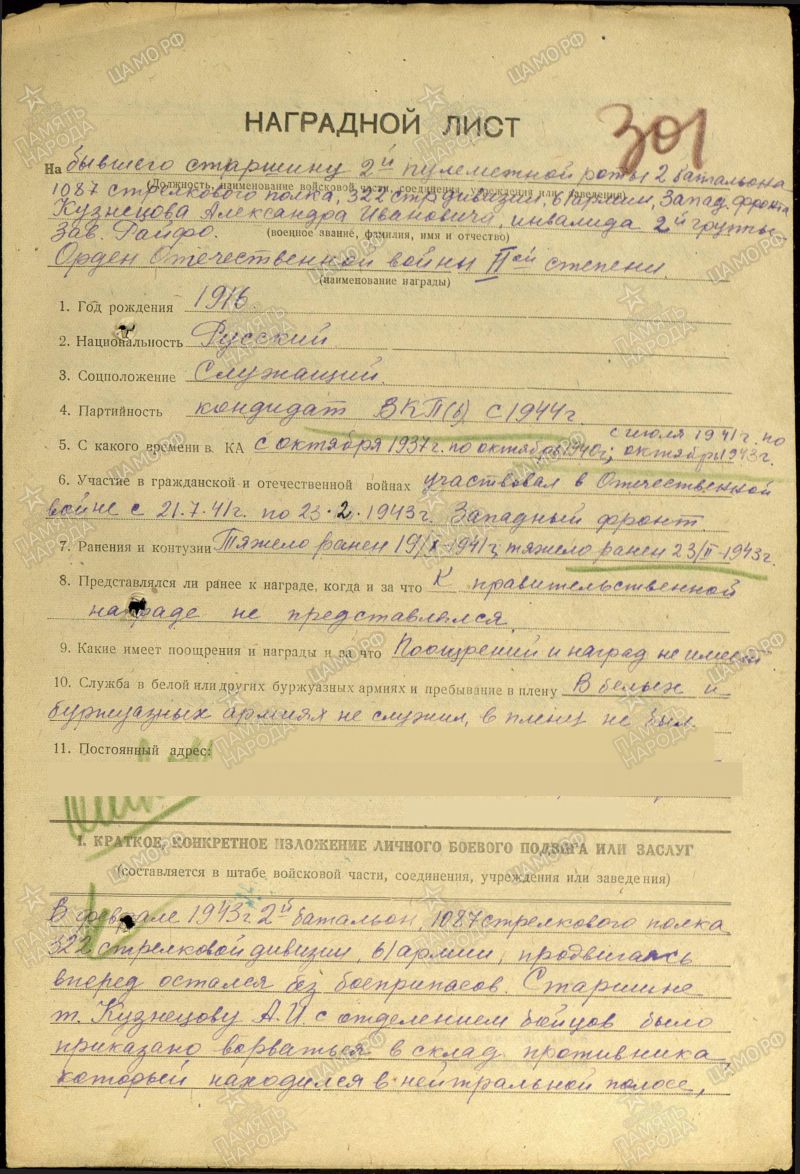 НАГРАДНОЙ ЛИСТ
301
На бывшего старшину 2й пулеметной роты 2 батальона
(должность, наименование войсковой части, соединения, учреждения или заведения)
1087 стрелкового полка, 322 стр дивизии, 61 армии, Запад. фронта
Кузнецова Александра Ивановича, инвалида 2й группы
Зав. Райфо.
(военное звание, фамилия, имя и отчество)
Орден Отечественной войны IIой степени.
(наименование награды)
1. Год рождения 1916.
2. Национальность Русский
3. Соцположение Служащий.
4. Партийность кондидат ВКП(б) с 1944г
5. С какого времени в КА с октября 1937г. по октябрь 1940г; с июля 1941г. по октябрь 1943г.
6. Участие в гражданской и отечественной войнах участвовал в Отечественной
войне с 21.7.41г. по 23.2.1943г. Западный фронт.
7. Ранения и контузии Тяжело ранен 19/X-1941г, тяжело ранен 23/II-1943г.
8. Представлялся ли ранее к награде, когда и за что К правительственной
награде не представлялся.
9. Какие имеет поощрения и награды и за что Поощрений и наград не имеет
10. Служба в белой или других буржуазных армиях и пребывание в плену В белых и
буржуазных армиях не служил, в плену не был
11. Постоянный адрес:
I. КРАТКОЕ, КОНКРЕТНОЕ ИЗЛОЖЕНИЕ ЛИЧНОГО БОЕВОГО ПОДВИГА ИЛИ ЗАСЛУГ
(составляется в штабе войсковой части, соединения, учреждения или заведения)
В феврале 1943г. 2й батальон, 1087 стрелкового полка
322 стрелковой дивизии, 61 армии, продвигаясь
вперед остался без боеприпасов. Старшине
т. Кузнецову А.И. с отделением бойцов было
приказано ворваться в склад противника,
который находился в нейтральной полосе,